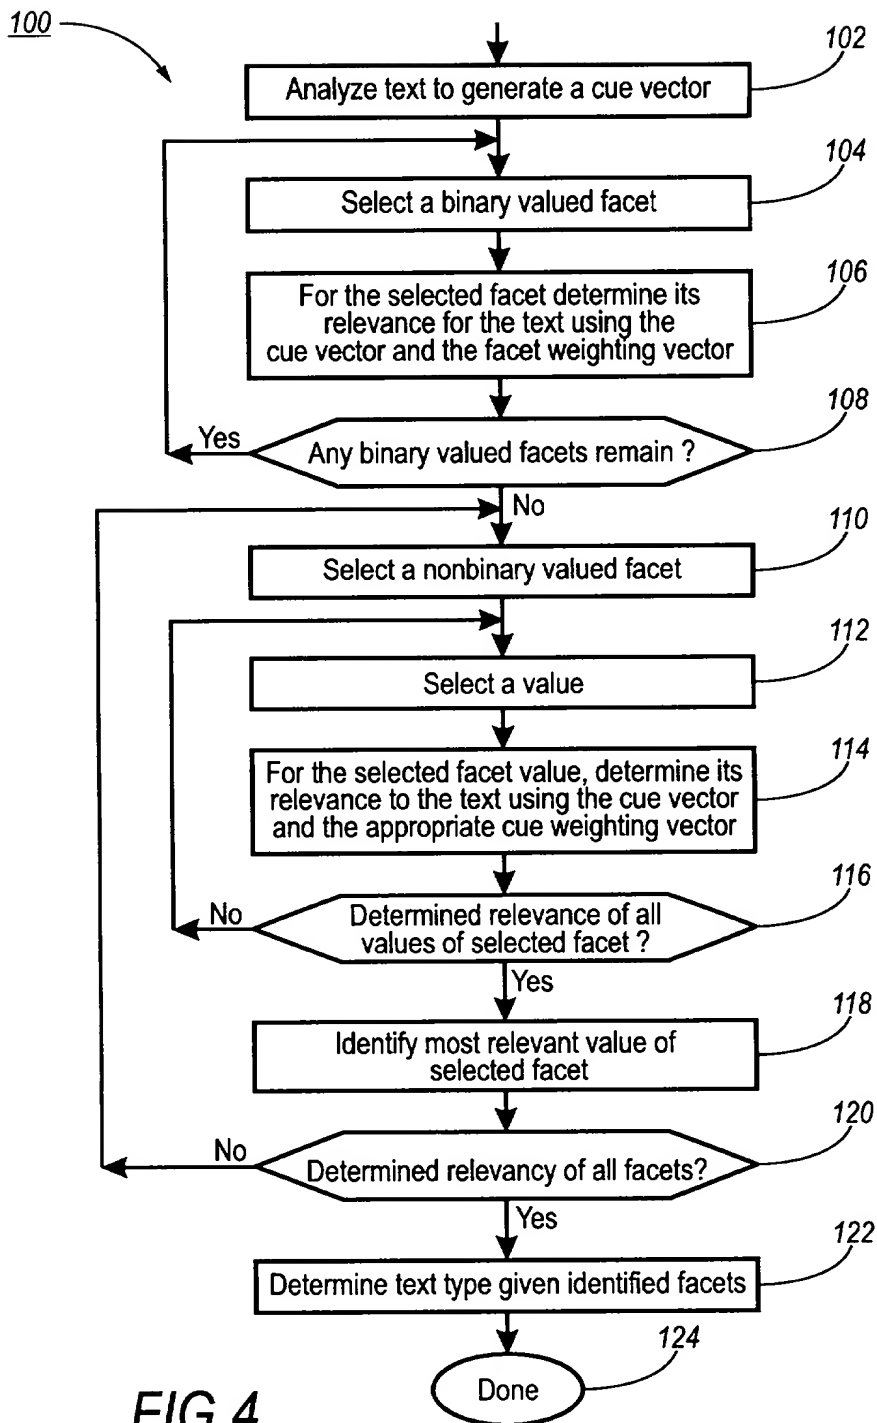 100
102
Analyze text to generate a cue vector
104
Select a binary valued facet
106
For the selected facet determine its
relevance for the text using the
cue vector and the facet weighting vector
108
Yes
Any binary valued facets remain ?
No
110
Select a nonbinary valued facet
112
Select a value
114
For the selected facet value, determine its
relevance to the text using the cue vector
and the appropriate cue weighting vector
116
No
Determined relevance of all
values of selected facet ?
Yes
118
Identify most relevant value of
selected facet
120
No
Determined relevancy of all facets?
Yes
122
Determine text type given identified facets
124
Done
FIG 4